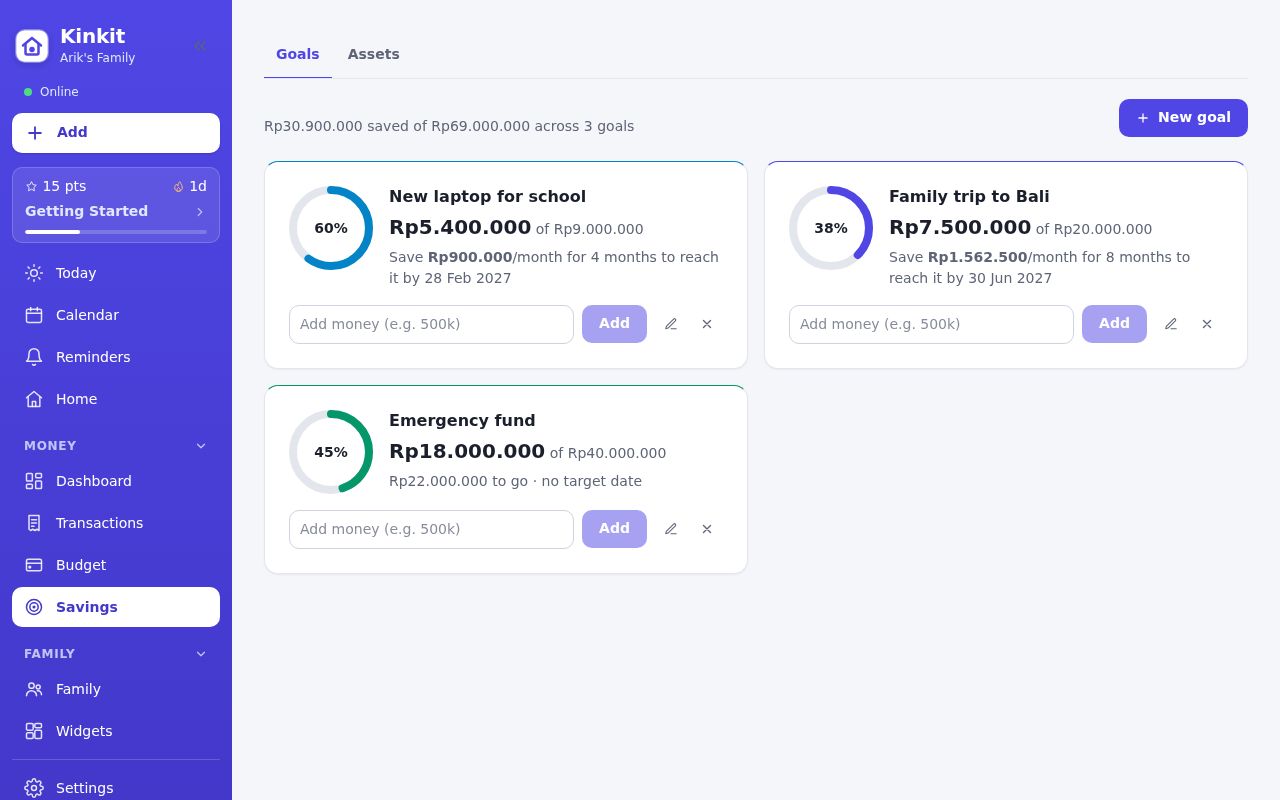 Kinkit
Arik's Family
Online
Add
15 pts
1d
Getting Started
Today
Calendar
Reminders
Home
MONEY
Dashboard
Transactions
Budget
Savings
FAMILY
Family
Widgets
Settings
Goals
Assets
Rp30.900.000 saved of Rp69.000.000 across 3 goals
New goal
60%
New laptop for school
Rp5.400.000 of Rp9.000.000
Save Rp900.000/month for 4 months to reach
it by 28 Feb 2027
Add money (e.g. 500k)
Add
38%
Family trip to Bali
Rp7.500.000 of Rp20.000.000
Save Rp1.562.500/month for 8 months to
reach it by 30 Jun 2027
Add money (e.g. 500k)
Add
45%
Emergency fund
Rp18.000.000 of Rp40.000.000
Rp22.000.000 to go · no target date
Add money (e.g. 500k)
Add